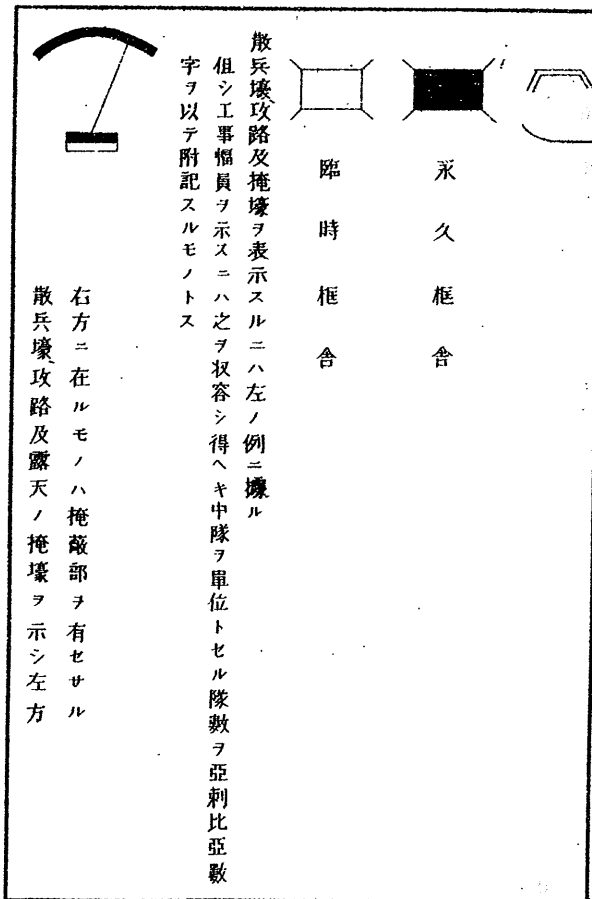 永久框舎
臨時框舎
散兵壕、攻路及掩壕ヲ表示スルニハ左ノ例ニ據ル
但シ工事幅員ヲ示スニハ之ヲ収容シ得ヘキ中隊ヲ單位トセル隊數ヲ亞剌比亞數
字ヲ以テ附記スルモノトス
右方ニ在ルモノハ掩蔽部ヲ有セサル
散兵壕、攻路及露天ノ掩壕ヲ示シ左方